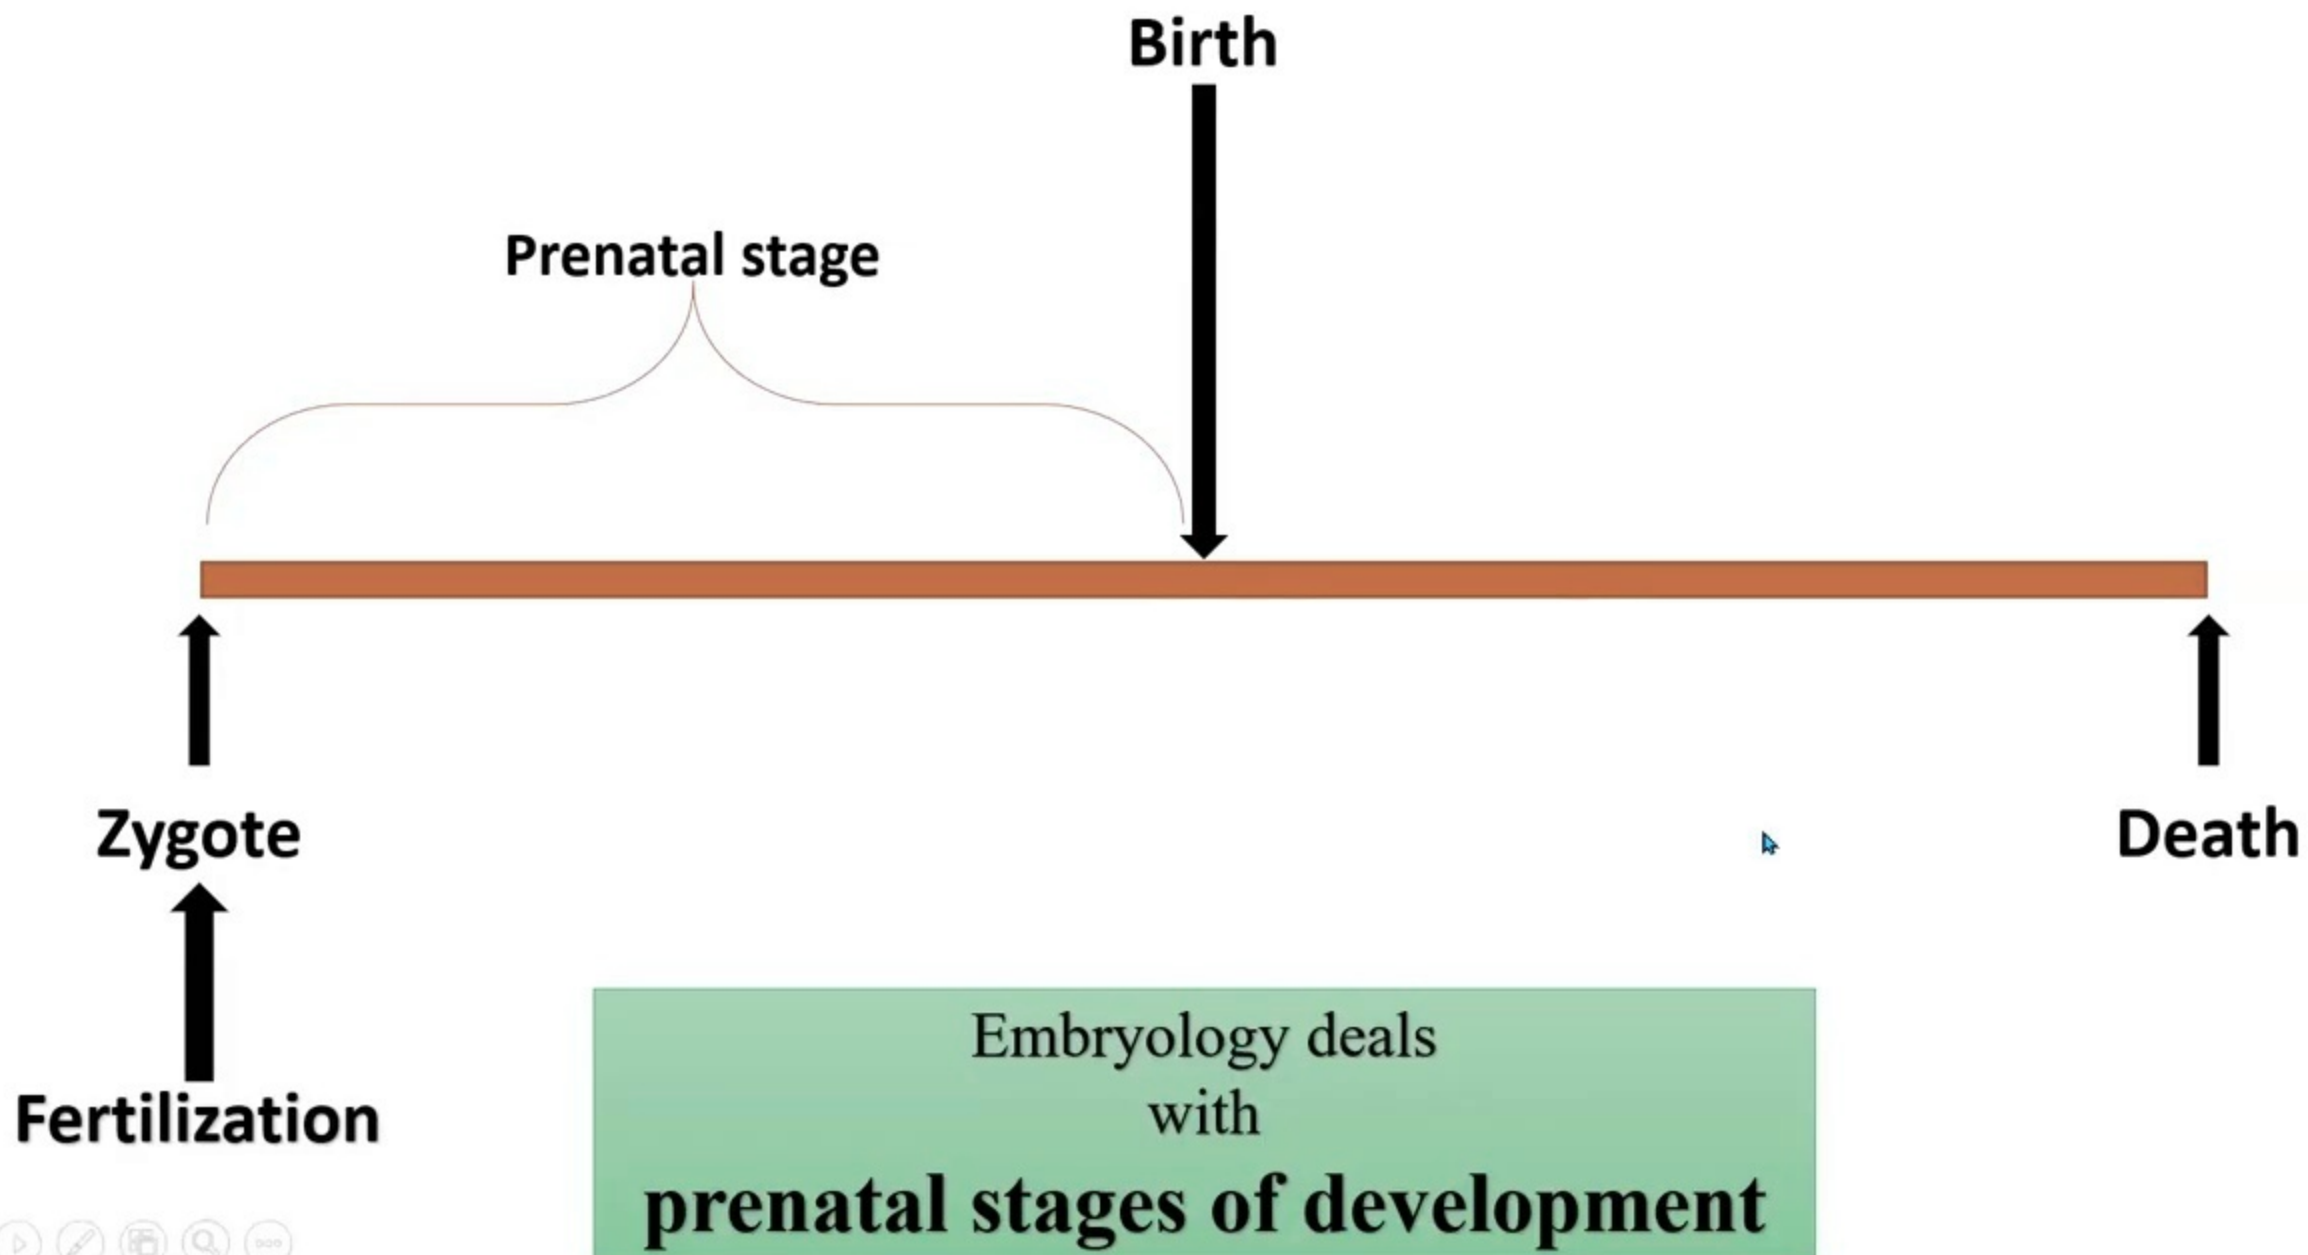 Birth
Prenatal stage
Zygote
Death
Fertilization
Embryology deals
with
prenatal stages of development